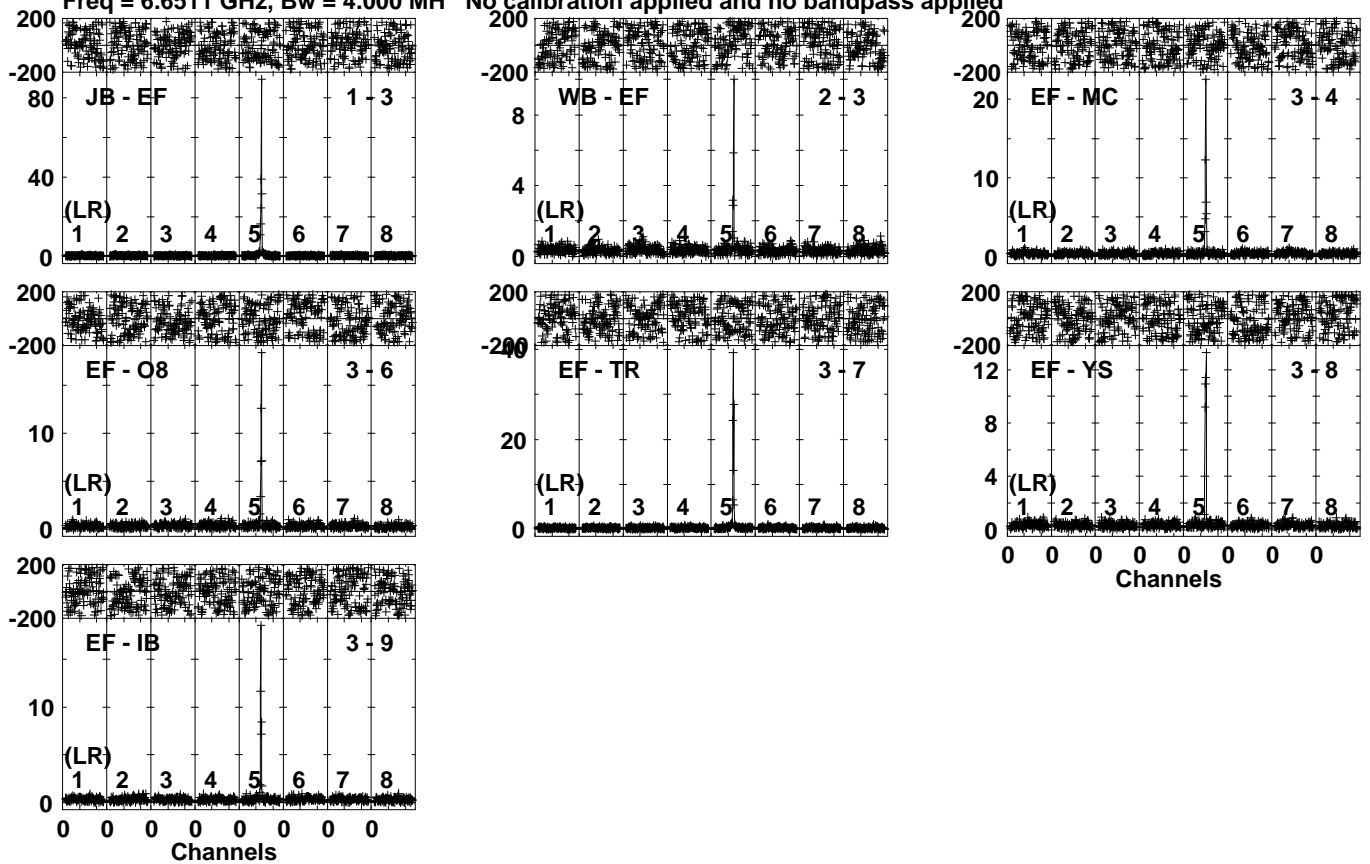 Freq = 6.6511 GHz, Bw = 4.000 MH No calibration applied and no bandpass applied
200
-200
JB - EF 1 - 3
80
40
0
(LR)
1 2 3 4 5 6 7 8
200
-200
WB - EF 2 - 3
8
4
0
(LR)
1 2 3 4 5 6 7 8
200
-200
EF - MC 3 - 4
20
10
0
(LR)
1 2 3 4 5 6 7 8
200
-200
EF - O8 3 - 6
10
0
(LR)
1 2 3 4 5 6 7 8
200
-200
40
EF - TR 3 - 7
20
0
(LR)
1 2 3 4 5 6 7 8
200
-200
EF - YS 3 - 8
12
8
4
0
(LR)
1 2 3 4 5 6 7 8
0 0 0 0 0 0 0 0
Channels
200
-200
EF - IB 3 - 9
10
0
(LR)
1 2 3 4 5 6 7 8
0 0 0 0 0 0 0 0
Channels